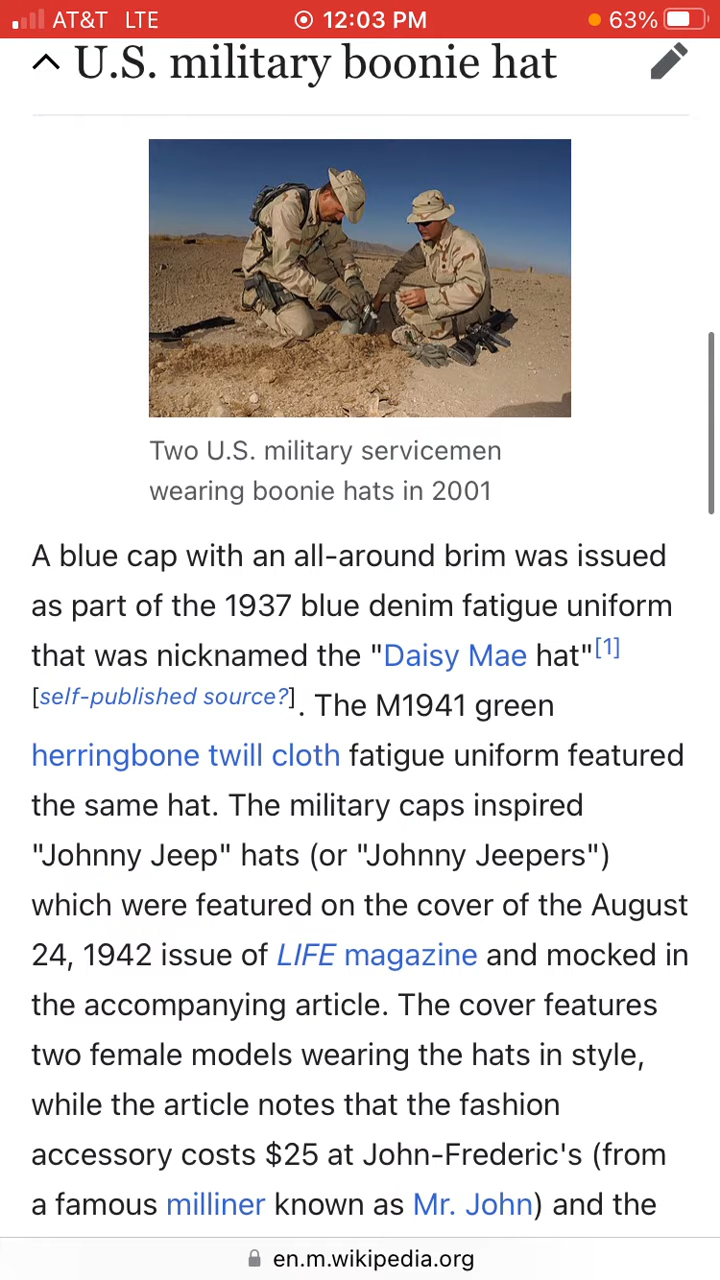 AT&T LTE 12:03 PM 63%
U.S. military boonie hat
Two U.S. military servicemen
wearing boonie hats in 2001
A blue cap with an all-around brim was issued
as part of the 1937 blue denim fatigue uniform
that was nicknamed the "Daisy Mae hat"[1]
[self-published source?]. The M1941 green
herringbone twill cloth fatigue uniform featured
the same hat. The military caps inspired
"Johnny Jeep" hats (or "Johnny Jeepers")
which were featured on the cover of the August
24, 1942 issue of LIFE magazine and mocked in
the accompanying article. The cover features
two female models wearing the hats in style,
while the article notes that the fashion
accessory costs $25 at John-Frederic's (from
a famous milliner known as Mr. John) and the
en.m.wikipedia.org